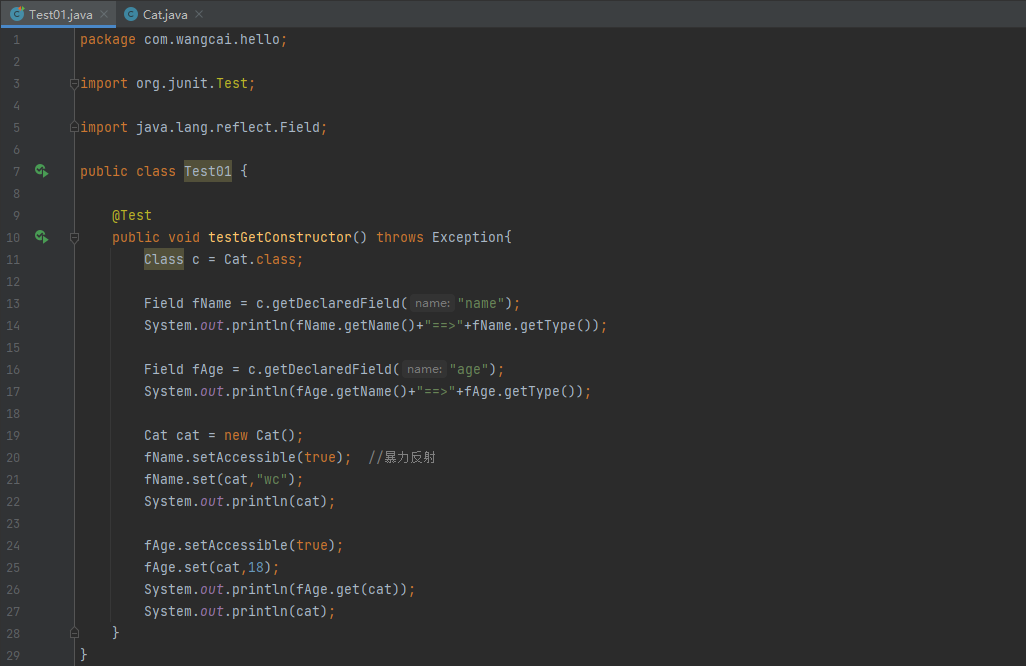 Test01.java Cat.java
1 package com.wangcai.hello;
2
3 import org.junit.Test;
4
5 import java.lang.reflect.Field;
6
7 public class Test01 {
8
9 @Test
10 public void testGetConstructor() throws Exception{
11 Class c = Cat.class;
12
13 Field fName = c.getDeclaredField( name: "name");
14 System.out.println(fName.getName()+"==>"+fName.getType());
15
16 Field fAge = c.getDeclaredField( name: "age");
17 System.out.println(fAge.getName()+"==>"+fAge.getType());
18
19 Cat cat = new Cat();
20 fName.setAccessible(true); //暴力反射
21 fName.set(cat,"wc");
22 System.out.println(cat);
23
24 fAge.setAccessible(true);
25 fAge.set(cat,18);
26 System.out.println(fAge.get(cat));
27 System.out.println(cat);
28 }
29 }